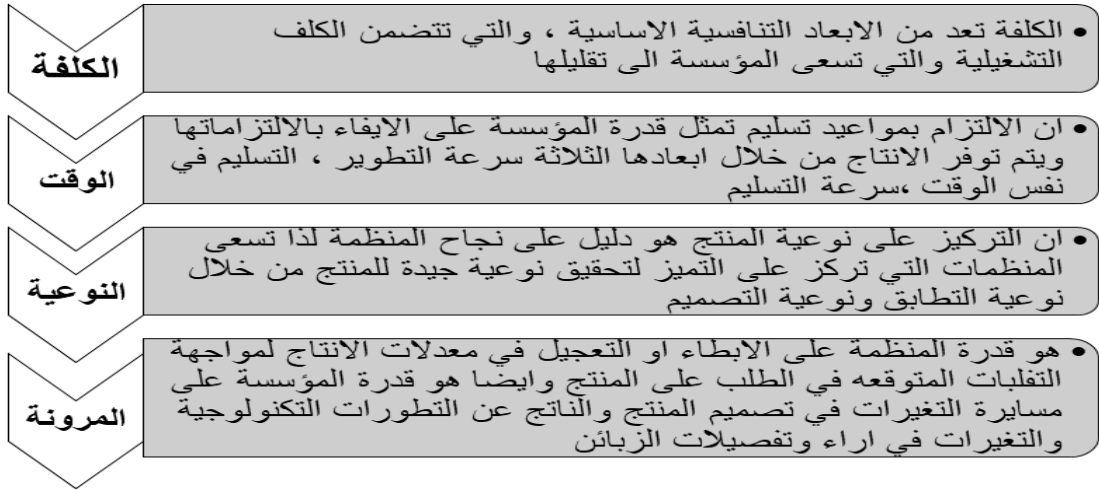 الكلفة
• الكلفة تعد من الابعاد التنافسية الاساسية ، والتي تتضمن الكلف
التشغيلية والتي تسعى المؤسسة الى تقليلها
الوقت
• ان الالتزام بمواعيد تسليم تمثل قدرة المؤسسة على الايفاء بالالتزاماتها
ويتم توفر الانتاج من خلال ابعادها الثلاثة سرعة التطوير ، التسليم في
نفس الوقت ،سرعة التسليم
النوعية
• ان التركيز على نوعية المنتج هو دليل على نجاح المنظمة لذا تسعى
المنظمات التي تركز على التميز لتحقيق نوعية جيدة للمنتج من خلال
نوعية التطابق ونوعية التصميم
المرونة
• هو قدرة المنظمة على الابطاء او التعجيل في معدلات الانتاج لمواجهة
التفلبات المتوقعه في الطلب على المنتج وايضا هو قدرة المؤسسة على
مسايرة التغيرات في تصميم المنتج والناتج عن التطورات التكنولوجية
والتغيرات في اراء وتفصيلات الزبائن